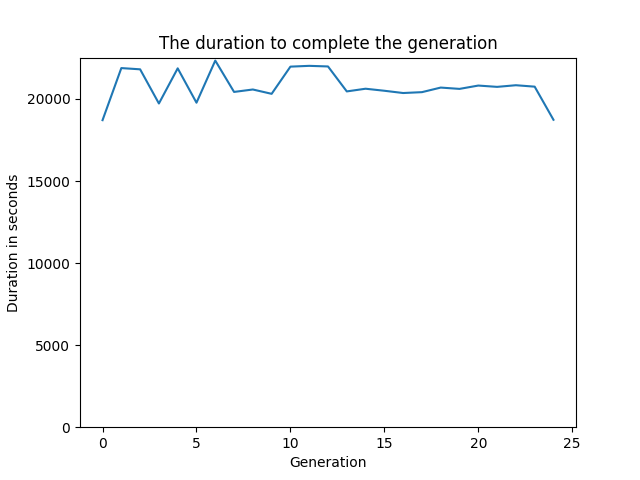 The duration to complete the generation
Duration in seconds
20000
15000
10000
5000
0
0 5 10 15 20 25
Generation